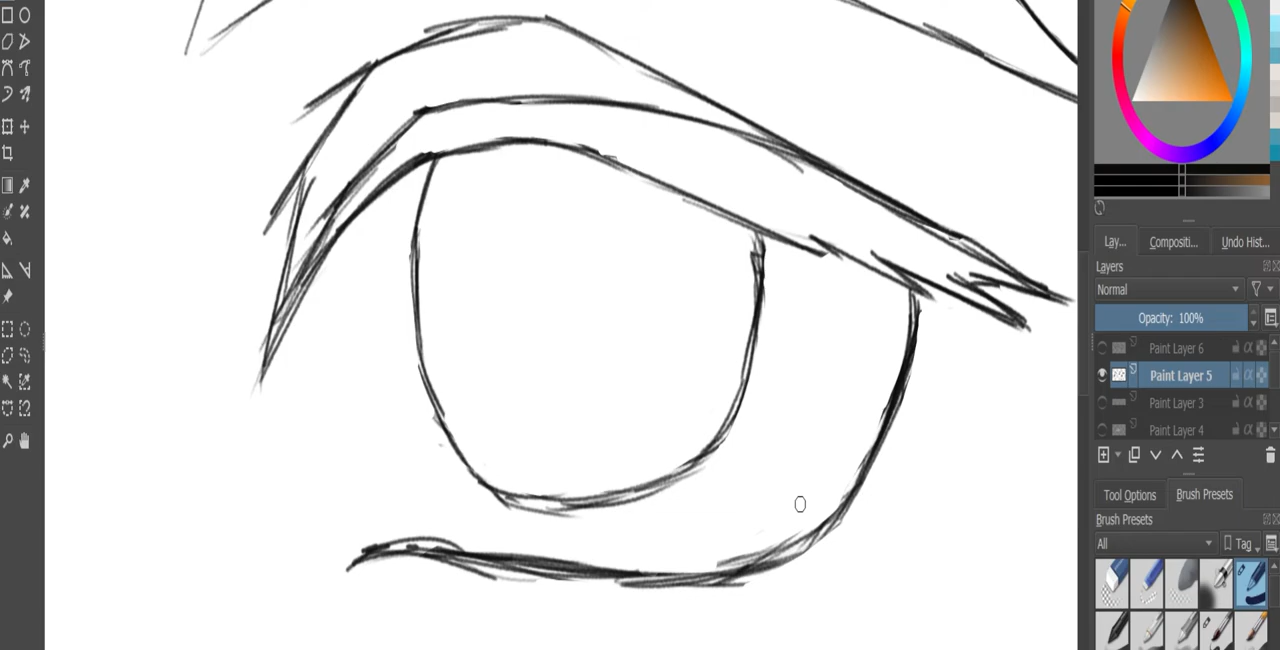 Lay...
Compositi...
Undo Hist...
Layers
Normal
Opacity: 100%
Paint Layer 6
Paint Layer 5
Paint Layer 3
Paint Layer 4
Tool Options
Brush Presets
Brush Presets
All
Tag